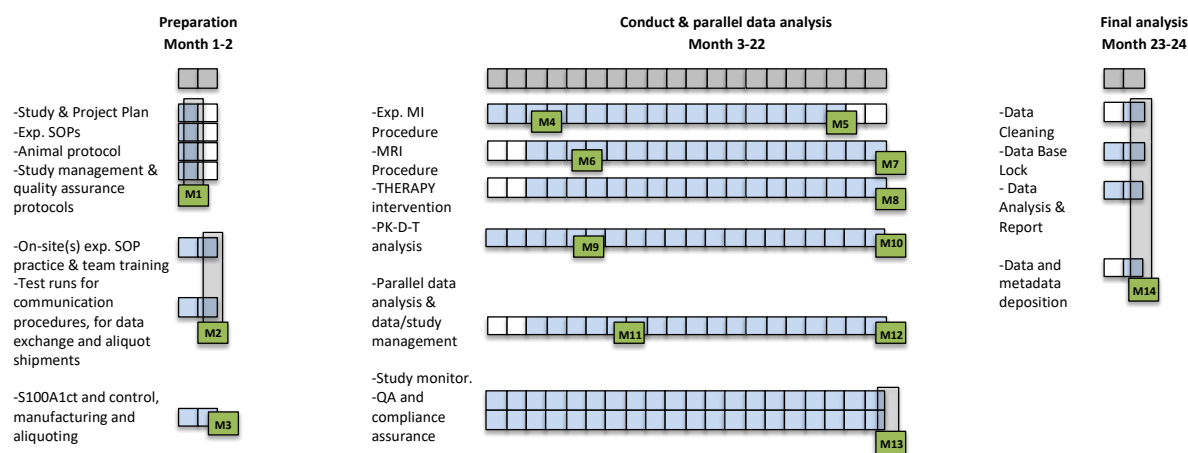 Preparation
Month 1-2
-Study & Project Plan
-Exp. SOPs
-Animal protocol
-Study management &
quality assurance
protocols
M1
-On-site(s) exp. SOP
practice & team training
-Test runs for
communication
procedures, for data
exchange and aliquot
shipments
M2
-S100A1ct and control,
manufacturing and
aliquoting
M3
Conduct & parallel data analysis
Month 3-22
-Exp. MI
Procedure
M4
M5
-MRI
Procedure
M6
M7
-THERAPY
intervention
M8
-PK-D-T
analysis
M9
M10
-Parallel data
analysis &
data/study
management
M11
M12
-Study monitor.
-QA and
compliance
assurance
M13
Final analysis
Month 23-24
-Data
Cleaning
-Data Base
Lock
- Data
Analysis &
Report
-Data and
metadata
deposition
M14